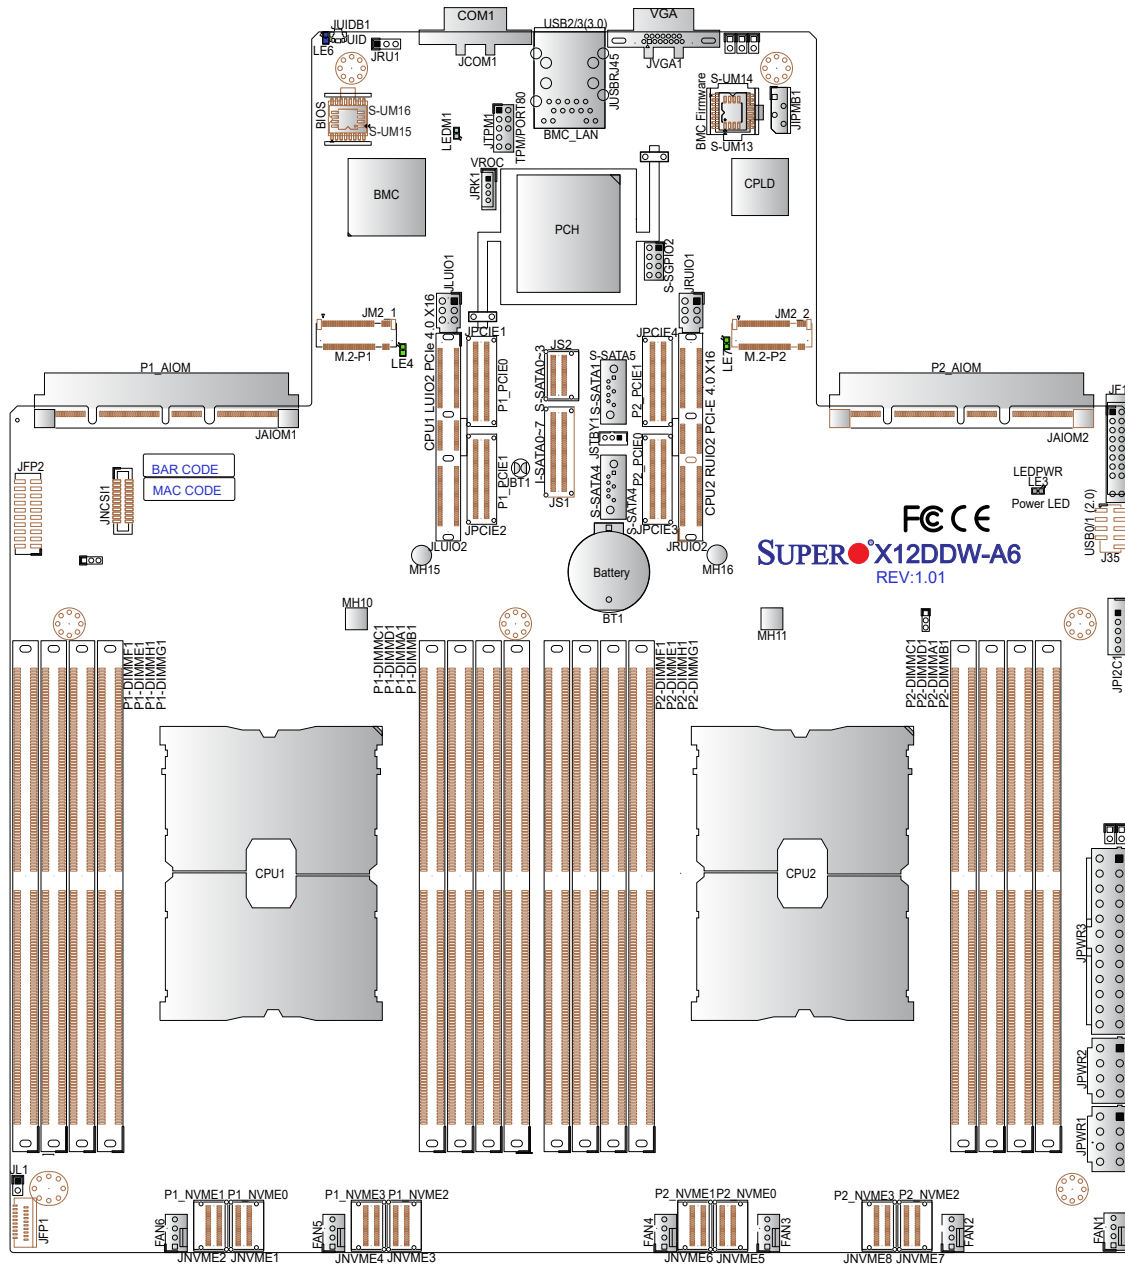 JUIDB1
UID
LE6
JRU1
COM1
JCOM1
USB2/3(3.0)
JUSBRJ45
BMC_LAN
VGA
JVGA1
BIOS
S-UM16
S-UM15
LEDM1
JTPM1
TPM/PORT80
S-UM14
BMC Firmware
S-UM13
JIPMB1
VROC
JRK1
BMC
PCH
CPLD
S-SGPIO2
JLUIO1
JRUIO1
JM2_1
M.2-P1
LE4
JM2_2
M.2-P2
LE7
P1_AIOM
JAIOM1
P2_AIOM
JAIOM2
JF1
CPU1 LUIO2 PCIe 4.0 X16
JLUIO2
JPCIE1
P1_PCIE0
P1_PCIE1
JPCIE2
JBT1
JS2
S-SATA0~3
I-SATA0~7
JS1
S-SATA5
S-SATA1
JSTBY1
S-SATA4
S-SATA4
JPCIE4
P2_PCIE1
P2_PCIE0
JPCIE3
CPU2 RUIO2 PCI-E 4.0 X16
JRUIO2
JFP2
JNCSI1
BAR CODE
MAC CODE
LEDPWR
LE3
Power LED
USB0/1 (2.0)
J35
FC CE
SUPER X12DDW-A6
REV:1.01
MH15
MH16
Battery
BT1
MH10
MH11
JPI2C1
P1-DIMMF1
P1-DIMME1
P1-DIMMH1
P1-DIMMG1
P1-DIMMC1
P1-DIMMD1
P1-DIMMA1
P1-DIMMB1
P2-DIMMF1
P2-DIMME1
P2-DIMMH1
P2-DIMMG1
P2-DIMMC1
P2-DIMMD1
P2-DIMMA1
P2-DIMMB1
CPU1
CPU2
JPWR3
JPWR2
JPWR1
JL1
JFP1
P1_NVME1
P1_NVME0
FAN6
JNVME2
JNVME1
P1_NVME3
P1_NVME2
FAN5
JNVME4
JNVME3
P2_NVME1
P2_NVME0
FAN4
JNVME6
JNVME5
FAN3
P2_NVME3
P2_NVME2
JNVME8
JNVME7
FAN2
FAN1